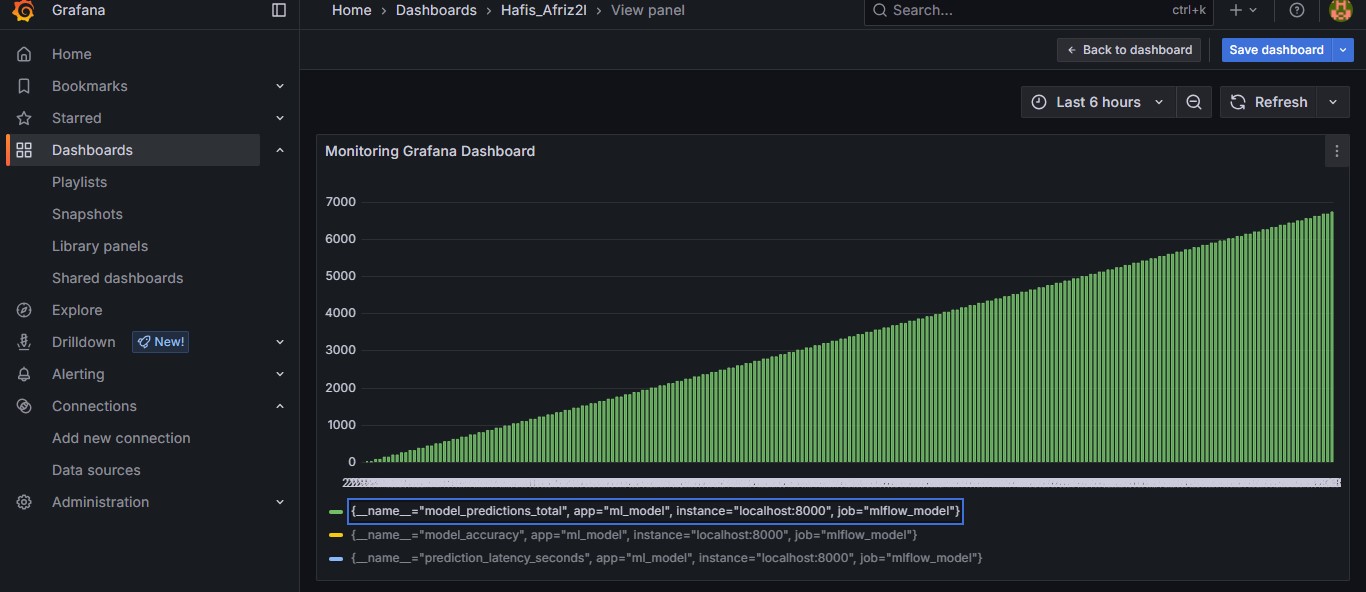 Grafana
Home › Dashboards › Hafis_Afriz2l › View panel
Search...
ctrl+k
Back to dashboard
Save dashboard
Home
Bookmarks
Starred
Dashboards
Playlists
Snapshots
Library panels
Shared dashboards
Explore
Drilldown New!
Alerting
Connections
Add new connection
Data sources
Administration
Last 6 hours
Refresh
Monitoring Grafana Dashboard
7000
6000
5000
4000
3000
2000
1000
0
{__name__="model_predictions_total", app="ml_model", instance="localhost:8000", job="mlflow_model"}
{__name__="model_accuracy", app="ml_model", instance="localhost:8000", job="mlflow_model"}
{__name__="prediction_latency_seconds", app="ml_model", instance="localhost:8000", job="mlflow_model"}